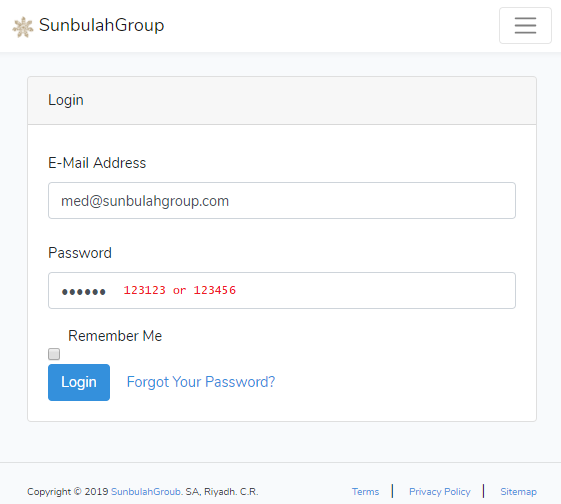 SunbulahGroup
Login
E-Mail Address
med@sunbulahgroup.com
Password
•••••• 123123 or 123456
Remember Me
Login Forgot Your Password?
Copyright © 2019 SunbulahGroub. SA, Riyadh. C.R. Terms | Privacy Policy | Sitemap